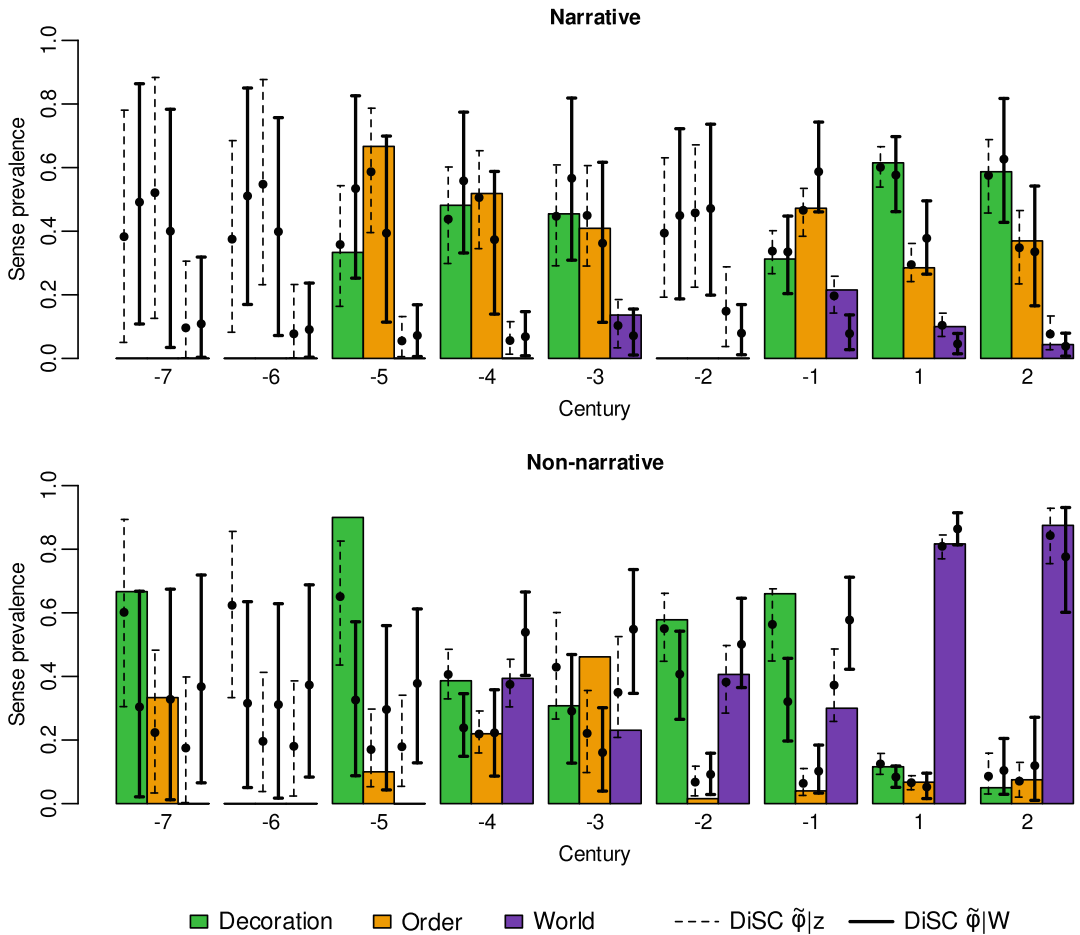 Narrative
Sense prevalence
0.0 0.2 0.4 0.6 0.8 1.0
-7 -6 -5 -4 -3 -2 -1 1 2
Century
Non-narrative
Sense prevalence
0.0 0.2 0.4 0.6 0.8 1.0
-7 -6 -5 -4 -3 -2 -1 1 2
Century
Decoration Order World DiSC φ̃|z DiSC φ̃|W